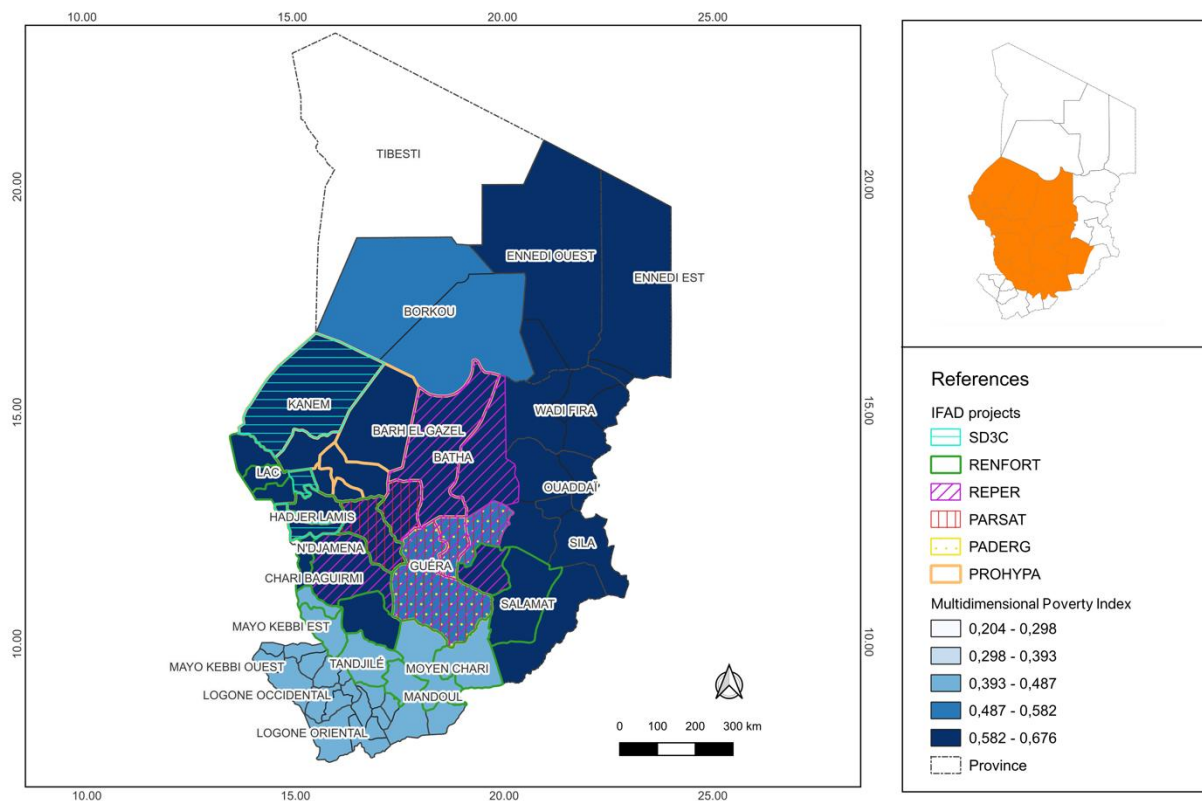 10.00
15.00
20.00
25.00
20.00
15.00
10.00
TIBESTI
ENNEDI OUEST
ENNEDI EST
BORKOU
KANEM
WADI FIRA
BARH EL GAZEL
BATHA
LAC
OUADDAÏ
HADJER LAMIS
SILA
N'DJAMENA
GUÉRA
CHARI BAGUIRMI
SALAMAT
MAYO KEBBI EST
MAYO KEBBI OUEST
TANDJILÉ
MOYEN CHARI
LOGONE OCCIDENTAL
MANDOUL
LOGONE ORIENTAL
0 100 200 300 km
20.00
15.00
10.00
10.00
15.00
20.00
25.00
References
IFAD projects
SD3C
RENFORT
REPER
PARSAT
PADERG
PROHYPA
Multidimensional Poverty Index
0,204 - 0,298
0,298 - 0,393
0,393 - 0,487
0,487 - 0,582
0,582 - 0,676
Province